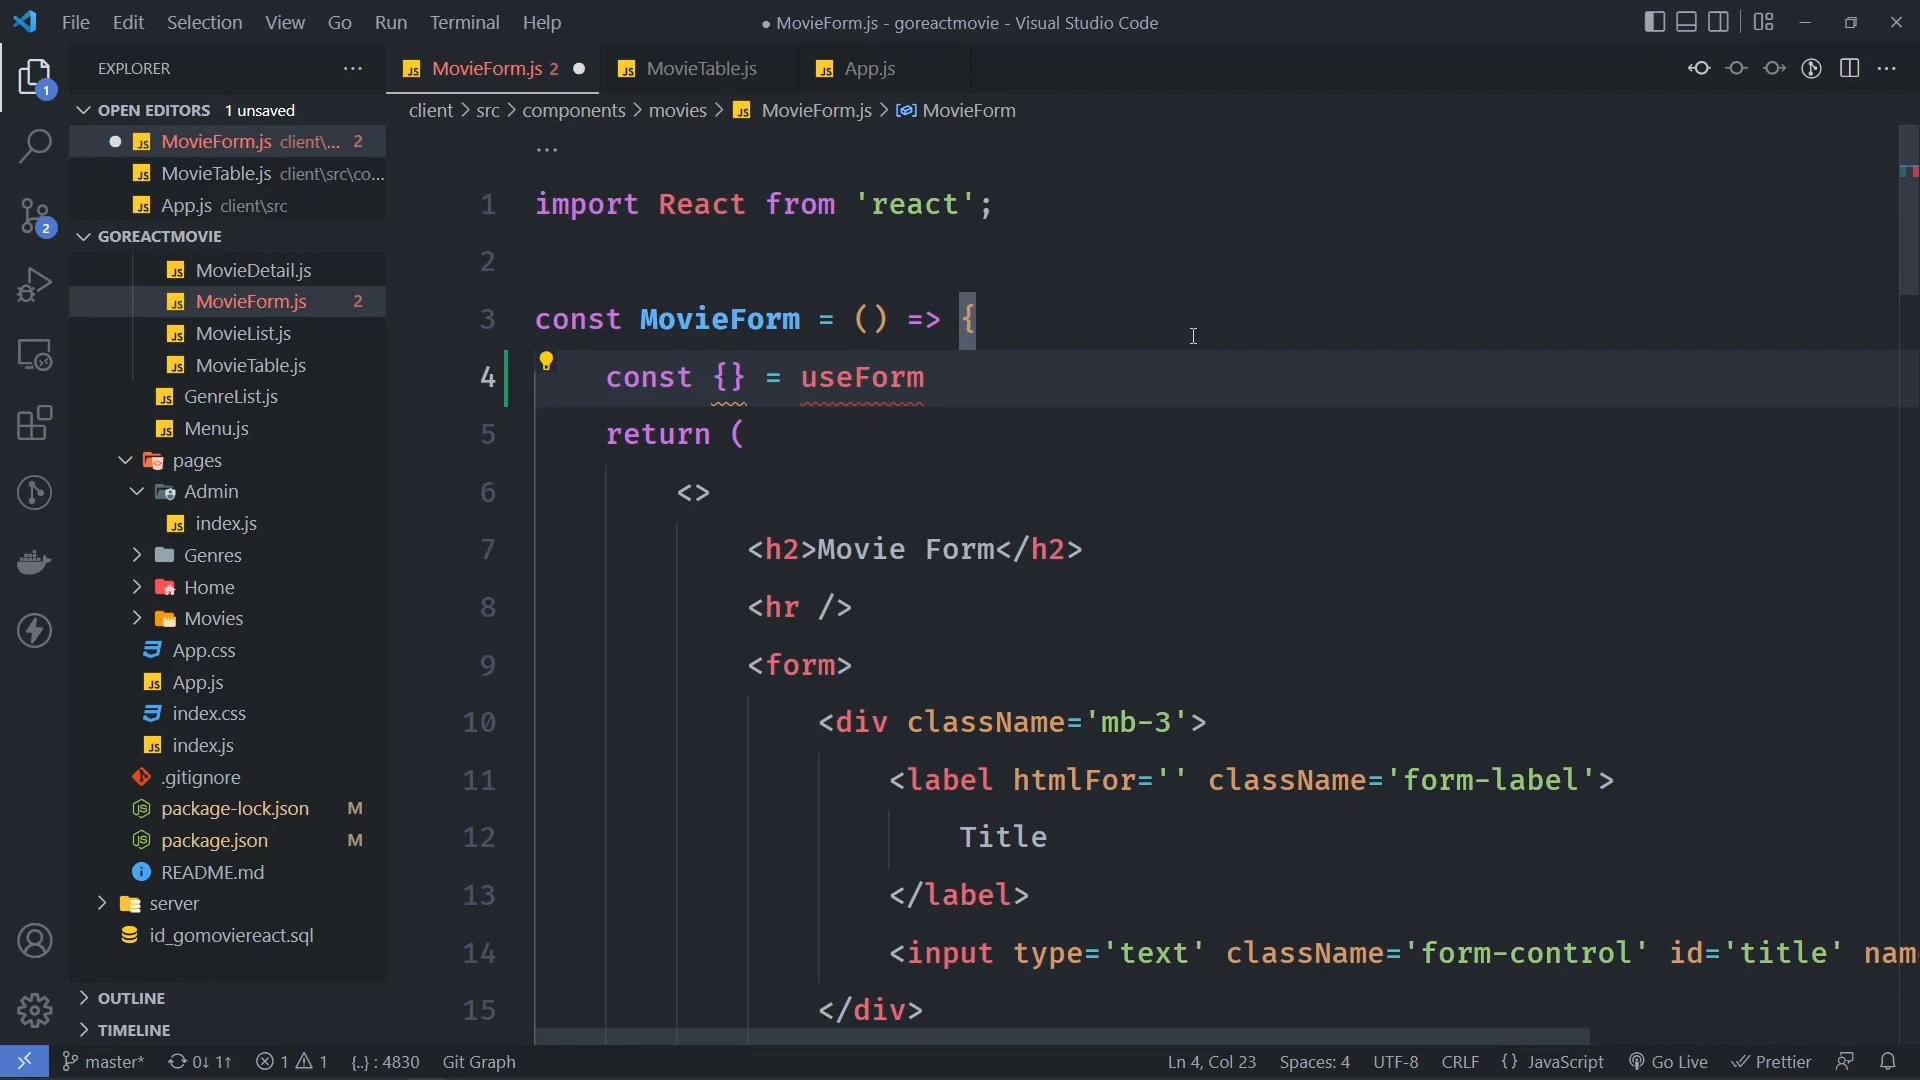 File Edit Selection View Go Run Terminal Help
● MovieForm.js - goreactmovie - Visual Studio Code
EXPLORER
OPEN EDITORS 1 unsaved
MovieForm.js client\... 2
MovieTable.js client\src\co...
App.js client\src
GOREACTMOVIE
MovieDetail.js
MovieForm.js 2
MovieList.js
MovieTable.js
GenreList.js
Menu.js
pages
Admin
index.js
Genres
Home
Movies
App.css
App.js
index.css
index.js
.gitignore
package-lock.json M
package.json M
README.md
server
id_gomoviereact.sql
OUTLINE
TIMELINE
1
2
MovieForm.js 2 MovieTable.js App.js
client > src > components > movies > MovieForm.js > MovieForm
...
1 import React from 'react';
2
3 const MovieForm = () => {
4 const {} = useForm
5 return (
6 <>
7 <h2>Movie Form</h2>
8 <hr />
9 <form>
10 <div className='mb-3'>
11 <label htmlFor='' className='form-label'>
12 Title
13 </label>
14 <input type='text' className='form-control' id='title' nam
15 </div>
master* 0↓ 1↑ 1 1 {..} : 4830 Git Graph
Ln 4, Col 23 Spaces: 4 UTF-8 CRLF {} JavaScript Go Live Prettier